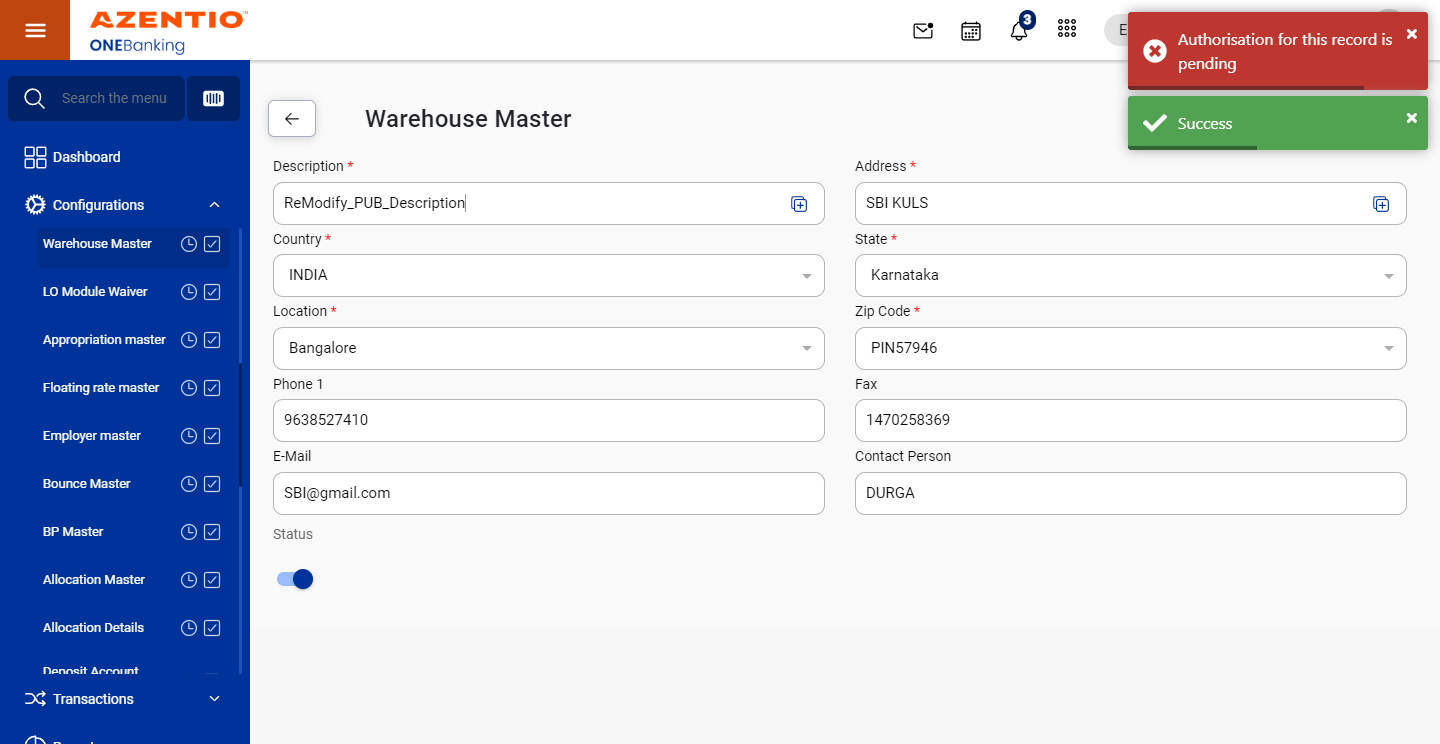 AZENTIO™
ONEBanking
3
E
Authorisation for this record is
pending
Success
Search the menu
Dashboard
Configurations
Warehouse Master
LO Module Waiver
Appropriation master
Floating rate master
Employer master
Bounce Master
BP Master
Allocation Master
Allocation Details
Deposit Account
Transactions
Warehouse Master
Description *
ReModify_PUB_Description
Address *
SBI KULS
Country *
INDIA
State *
Karnataka
Location *
Bangalore
Zip Code *
PIN57946
Phone 1
9638527410
Fax
1470258369
E-Mail
SBI@gmail.com
Contact Person
DURGA
Status